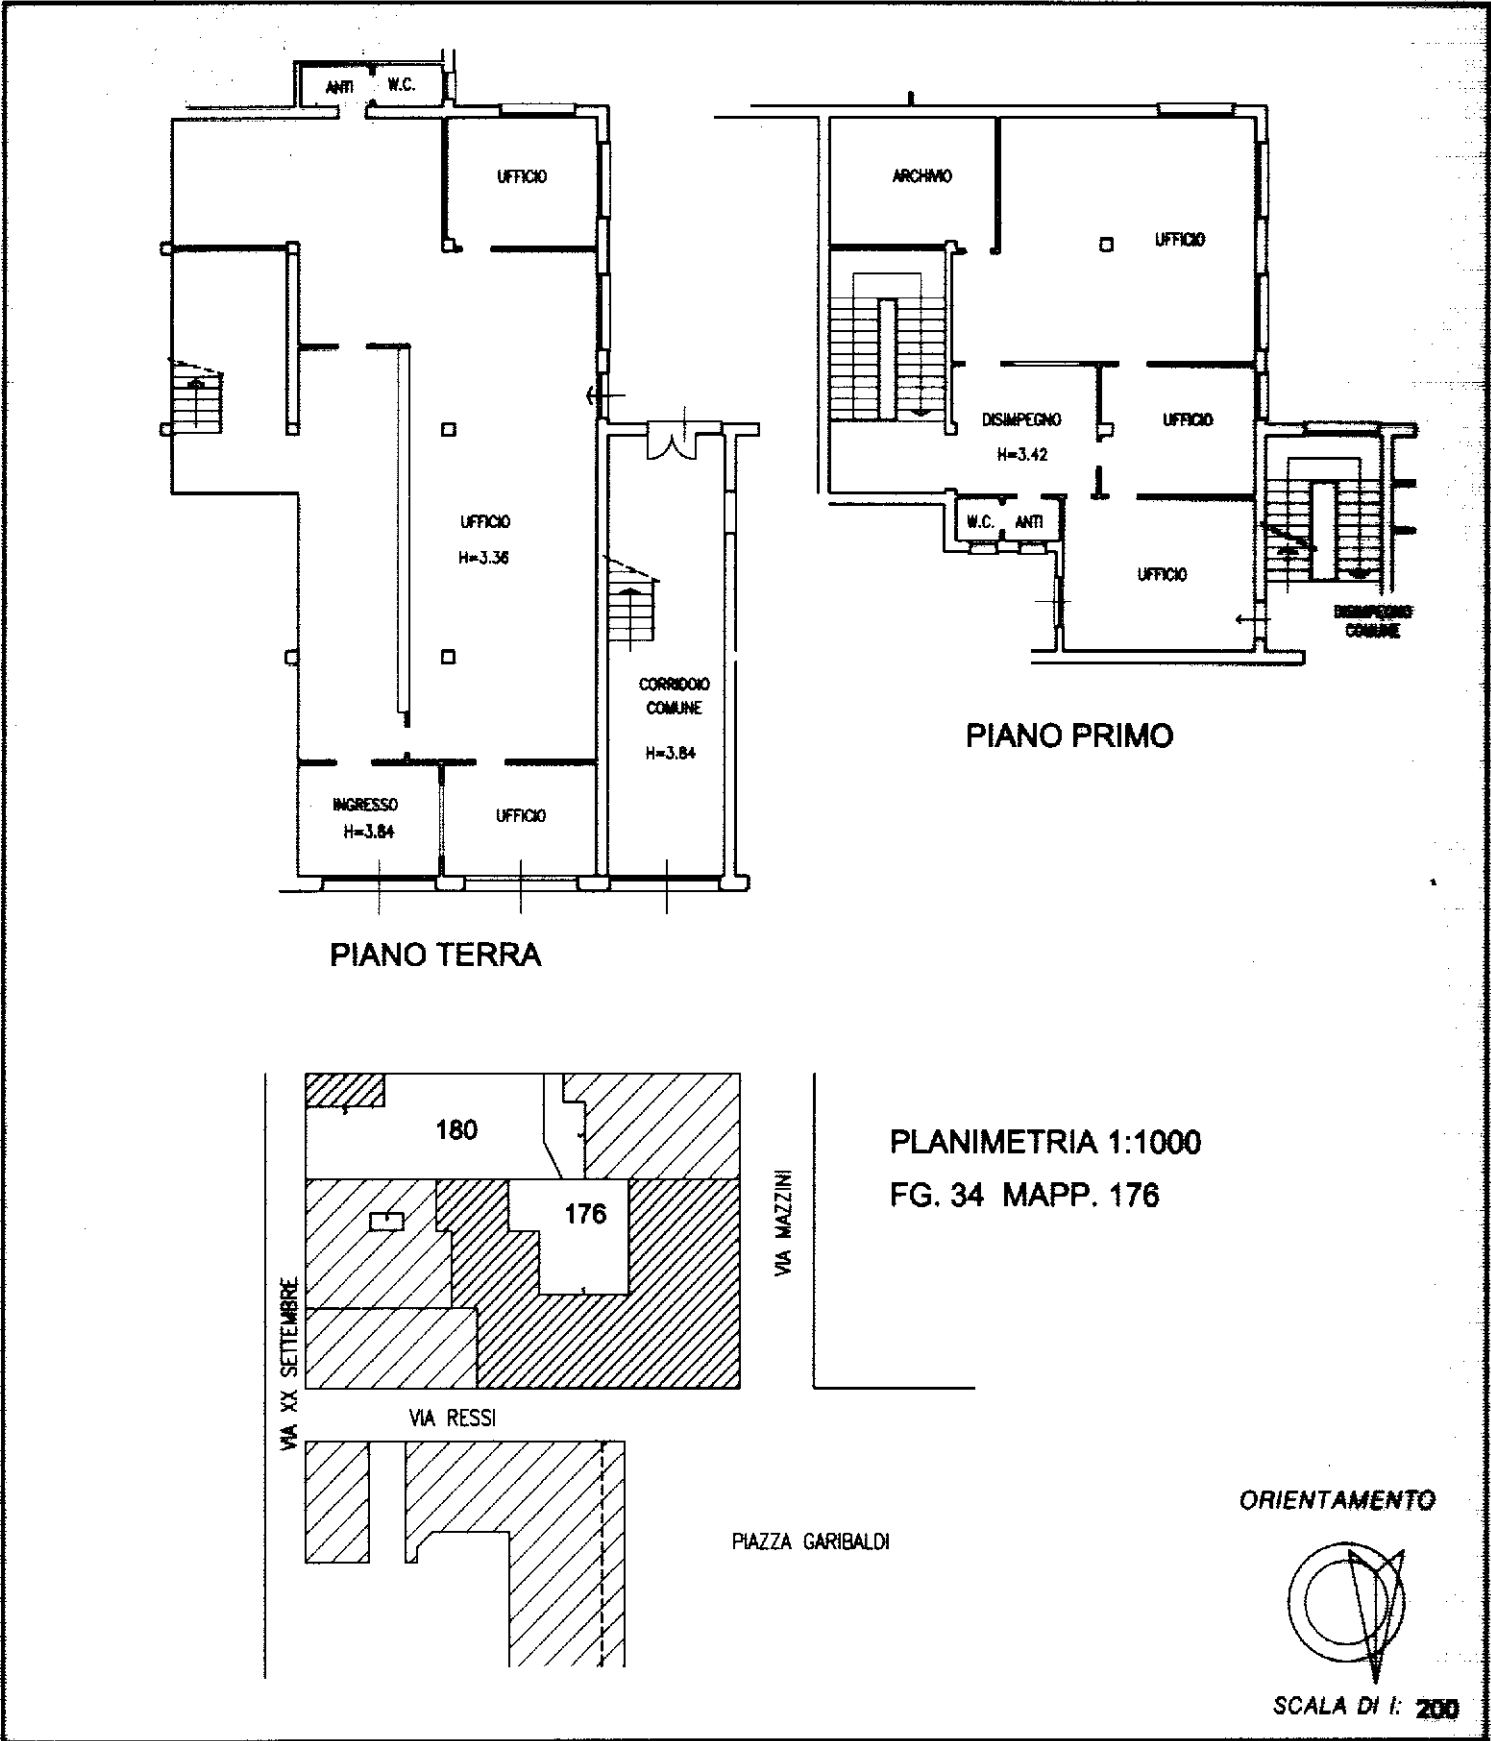 ANTI W.C.
UFFICIO
UFFICIO
H=3.36
CORRIDOIO
COMUNE
H=3.84
INGRESSO
H=3.84
UFFICIO
PIANO TERRA
ARCHIVIO
UFFICIO
DISIMPEGNO
H=3.42
UFFICIO
W.C. ANTI
UFFICIO
DISIMPEGNO
COMUNE
PIANO PRIMO
180
176
VIA XX SETTEMBRE
VIA MAZZINI
VIA RESSI
PIAZZA GARIBALDI
PLANIMETRIA 1:1000
FG. 34 MAPP. 176
ORIENTAMENTO
SCALA DI I: 200